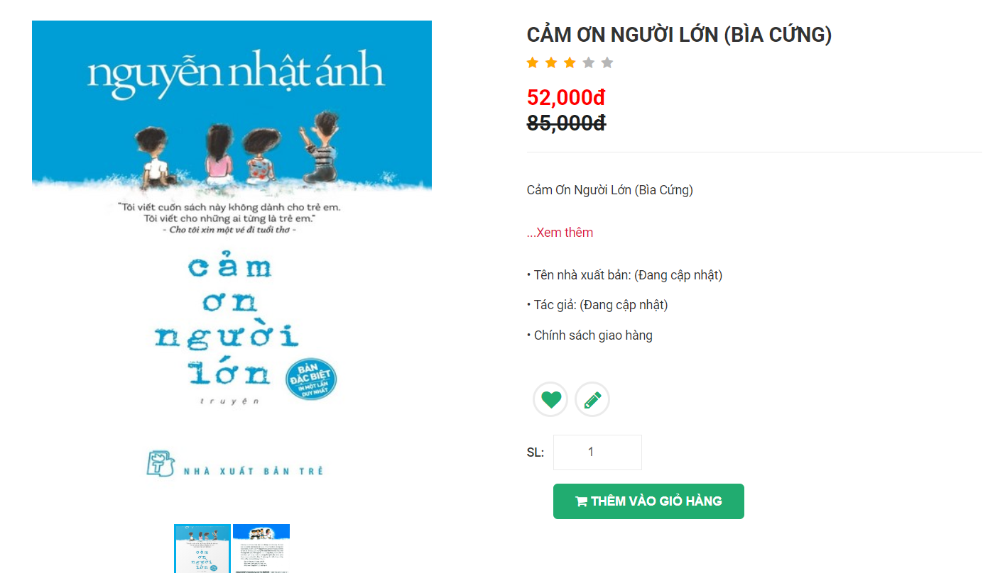 nguyễn nhật ánh
“Tôi viết cuốn sách này không dành cho trẻ em.
Tôi viết cho những ai từng là trẻ em.”
- Cho tôi xin một vé đi tuổi thơ -
cảm
ơn
người
lớn
BẢN
ĐẶC BIỆT
IN MỘT LẦN
DUY NHẤT
truyện
NHÀ XUẤT BẢN TRẺ
cảm
ơn
người
lớn
CẢM ƠN NGƯỜI LỚN (BÌA CỨNG)
52,000đ
85,000đ
Cảm Ơn Người Lớn (Bìa Cứng)
...Xem thêm
• Tên nhà xuất bản: (Đang cập nhật)
• Tác giả: (Đang cập nhật)
• Chính sách giao hàng
SL: 1
THÊM VÀO GIỎ HÀNG